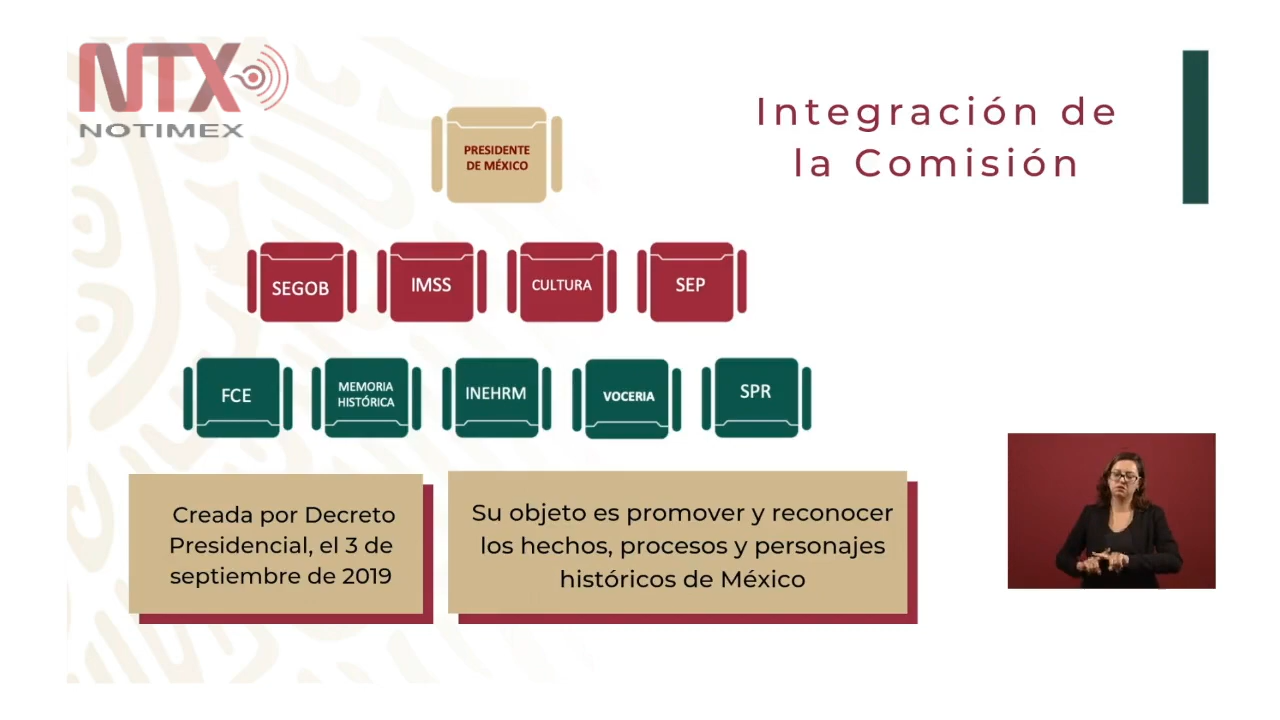 NTX
NOTIMEX
Integración de
la Comisión
PRESIDENTE
DE MÉXICO
SEGOB
IMSS
CULTURA
SEP
FCE
MEMORIA
HISTÓRICA
INEHRM
VOCERIA
SPR
Creada por Decreto
Presidencial, el 3 de
septiembre de 2019
Su objeto es promover y reconocer
los hechos, procesos y personajes
históricos de México